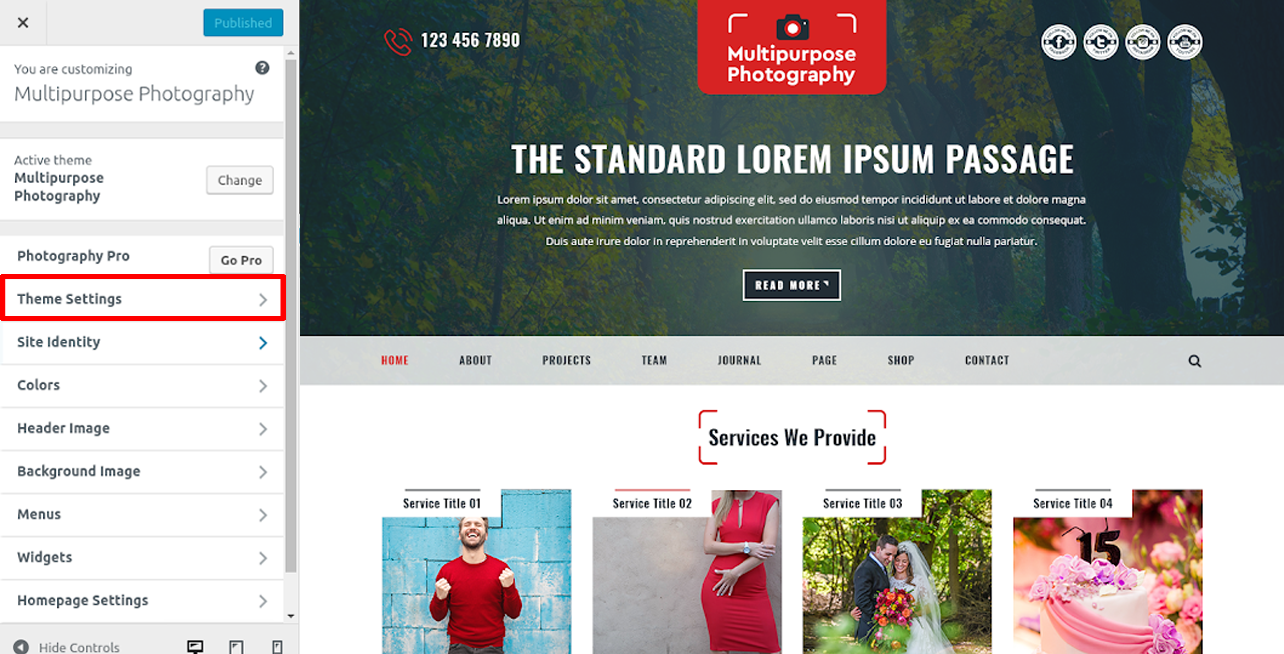 Published
You are customizing
Multipurpose Photography
Active theme
Multipurpose
Photography
Change
Photography Pro
Go Pro
Theme Settings
Site Identity
Colors
Header Image
Background Image
Menus
Widgets
Homepage Settings
Hide Controls
123 456 7890
Multipurpose
Photography
THE STANDARD LOREM IPSUM PASSAGE
Lorem ipsum dolor sit amet, consectetur adipiscing elit, sed do eiusmod tempor incididunt ut labore et dolore magna
aliqua. Ut enim ad minim veniam, quis nostrud exercitation ullamco laboris nisi ut aliquip ex ea commodo consequat.
Duis aute irure dolor in reprehenderit in voluptate velit esse cillum dolore eu fugiat nulla pariatur.
READ MORE
HOME ABOUT PROJECTS TEAM JOURNAL PAGE SHOP CONTACT
Services We Provide
Service Title 01
Service Title 02
Service Title 03
Service Title 04
15